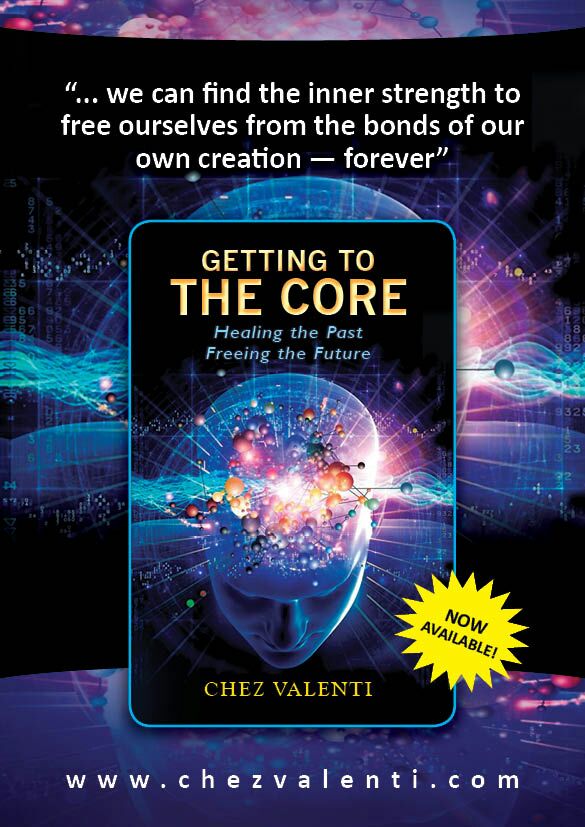 “... we can find the inner strength to
free ourselves from the bonds of our
own creation — forever”
GETTING TO
THE CORE
Healing the Past
Freeing the Future
NOW
AVAILABLE!
CHEZ VALENTI
www.chezvalenti.com